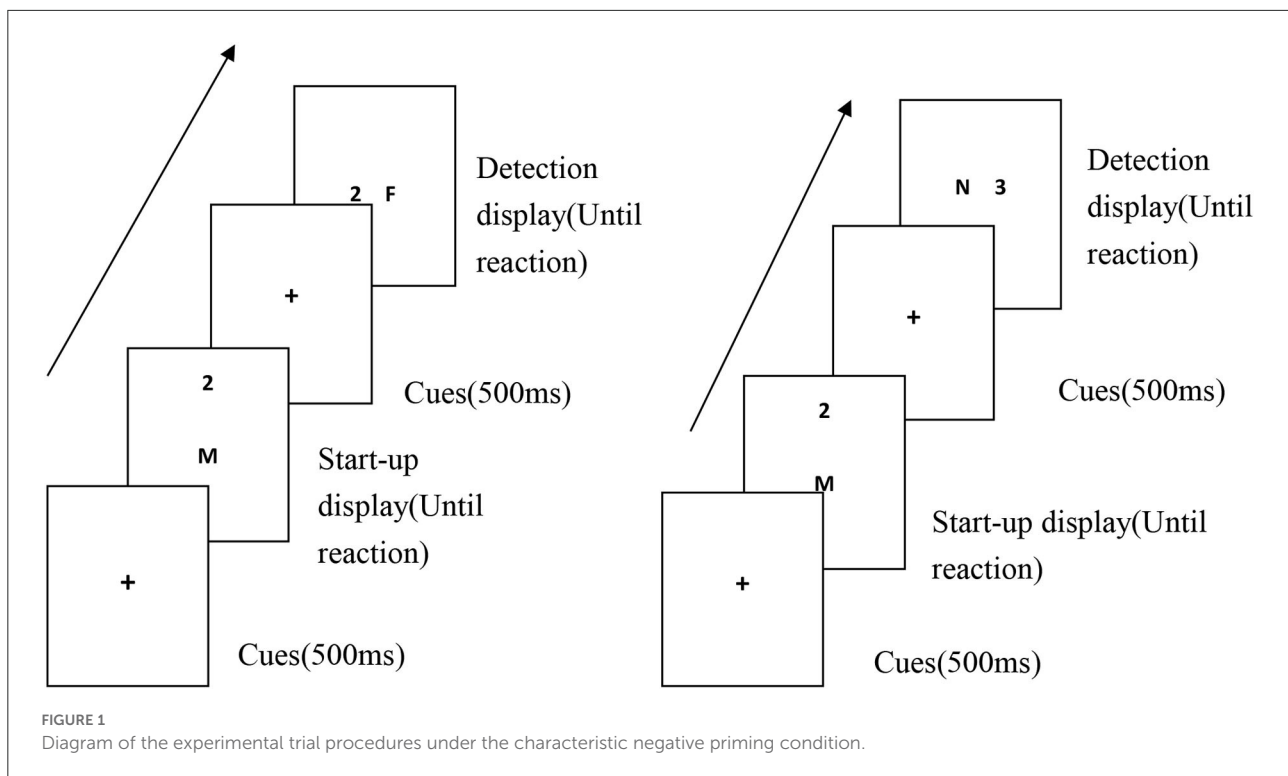 2 F
Detection
display(Until
reaction)
+
Cues(500ms)
2
M
Start-up
display(Until
reaction)
+
Cues(500ms)
N 3
Detection
display(Until
reaction)
+
Cues(500ms)
2
M
Start-up display(Until
reaction)
+
Cues(500ms)
FIGURE 1
Diagram of the experimental trial procedures under the characteristic negative priming condition.